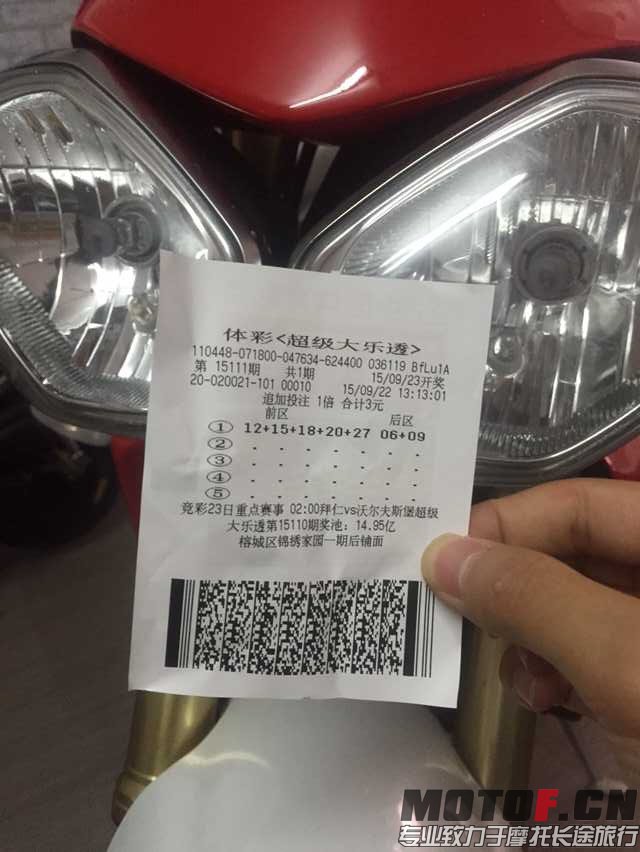 体彩<超级大乐透>
110448-071800-047634-624400 036119 BfLu1A
第 15111期 共1期 15/09/23开奖
20-020021-101 00010 15/09/22 13:13:01
追加投注 1倍 合计3元
前区 后区
① 12+15+18+20+27 06+09
② - - - - - - -
③ - - - - - - -
④ - - - - - - -
⑤ - - - - - - -
竞彩23日重点赛事 02:00拜仁vs沃尔夫斯堡超级
大乐透第15110期奖池：14.95亿
榕城区锦绣家园一期后铺面
MOTOF.CN
专业致力于摩托长途旅行